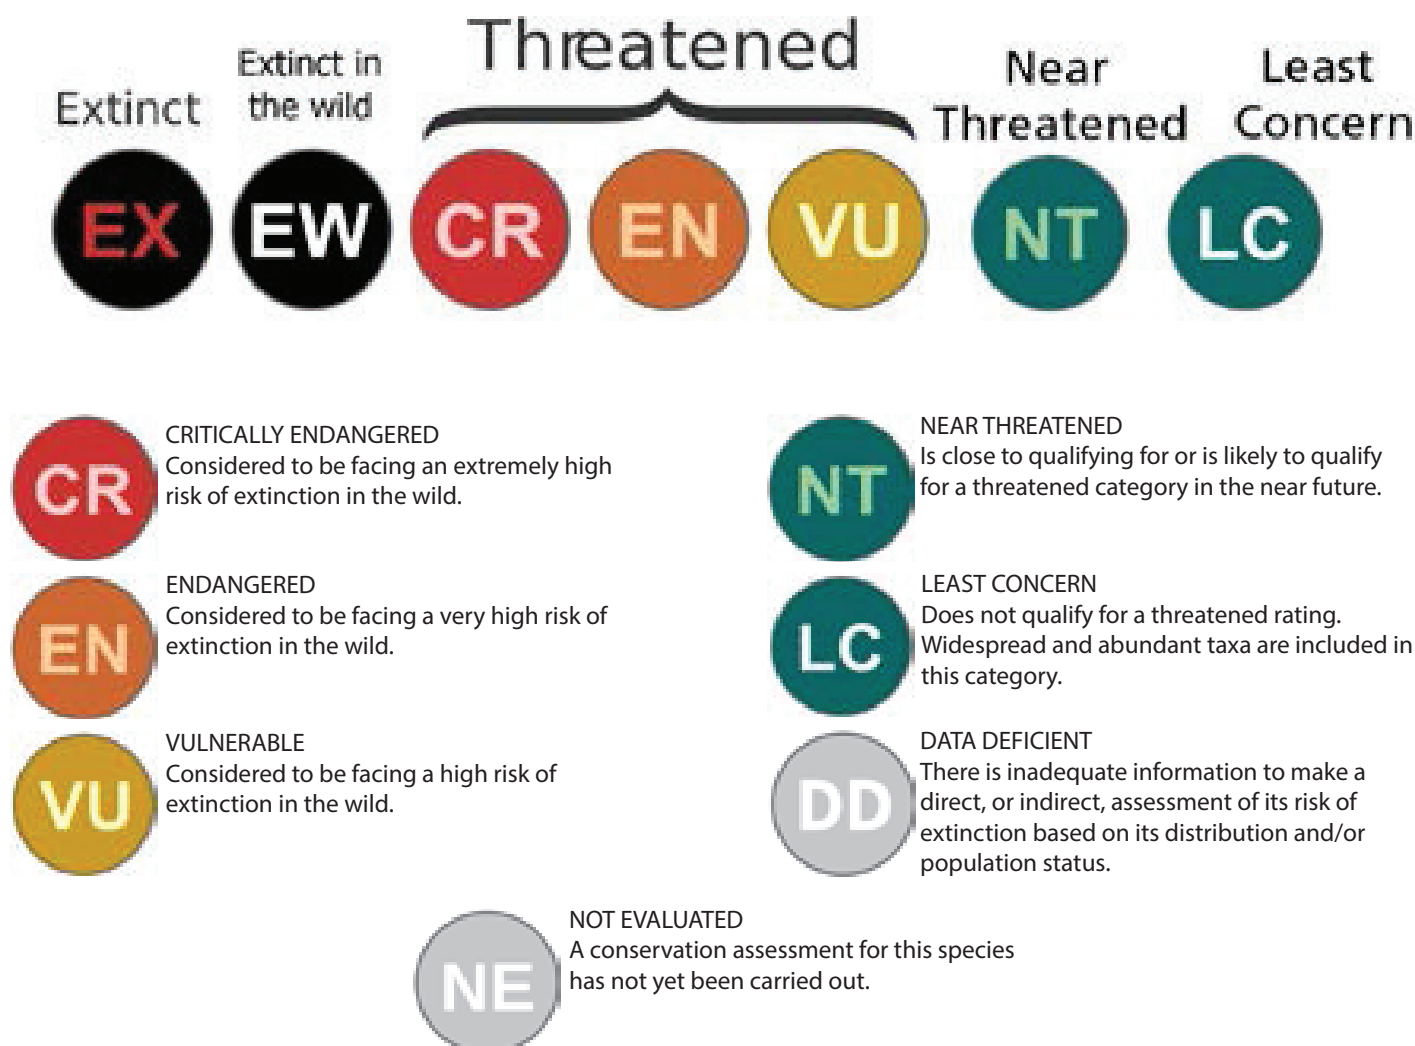 Threatened
Extinct
Extinct in
the wild
Near
Threatened
Least
Concern
EX
EW
CR
EN
VU
NT
LC
CR
CRITICALLY ENDANGERED
Considered to be facing an extremely high
risk of extinction in the wild.
EN
ENDANGERED
Considered to be facing a very high risk of
extinction in the wild.
VU
VULNERABLE
Considered to be facing a high risk of
extinction in the wild.
NT
NEAR THREATENED
Is close to qualifying for or is likely to qualify
for a threatened category in the near future.
LC
LEAST CONCERN
Does not qualify for a threatened rating.
Widespread and abundant taxa are included in
this category.
DD
DATA DEFICIENT
There is inadequate information to make a
direct, or indirect, assessment of its risk of
extinction based on its distribution and/or
population status.
NE
NOT EVALUATED
A conservation assessment for this species
has not yet been carried out.